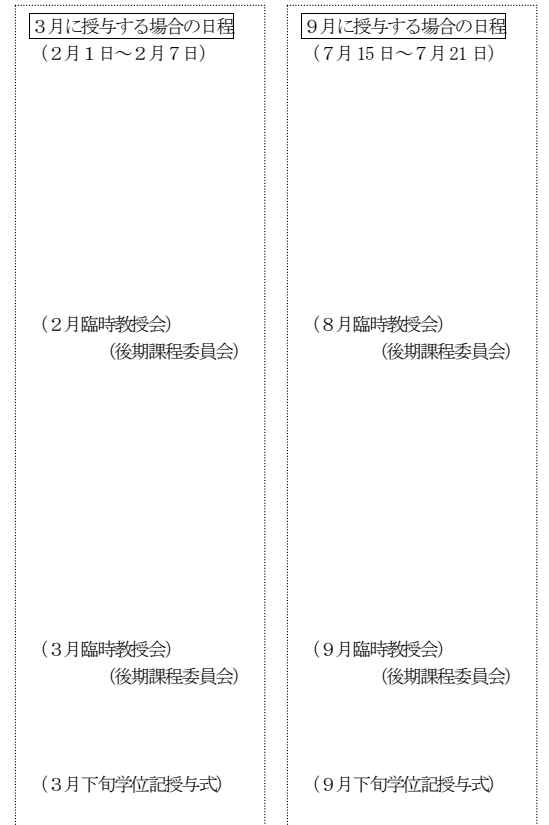 ３月に授与する場合の日程
（２月１日～２月７日）
（２月臨時教授会）
（後期課程委員会）
（３月臨時教授会）
（後期課程委員会）
（３月下旬学位記授与式）
９月に授与する場合の日程
（７月 15 日～７月 21 日）
（８月臨時教授会）
（後期課程委員会）
（９月臨時教授会）
（後期課程委員会）
（９月下旬学位記授与式）